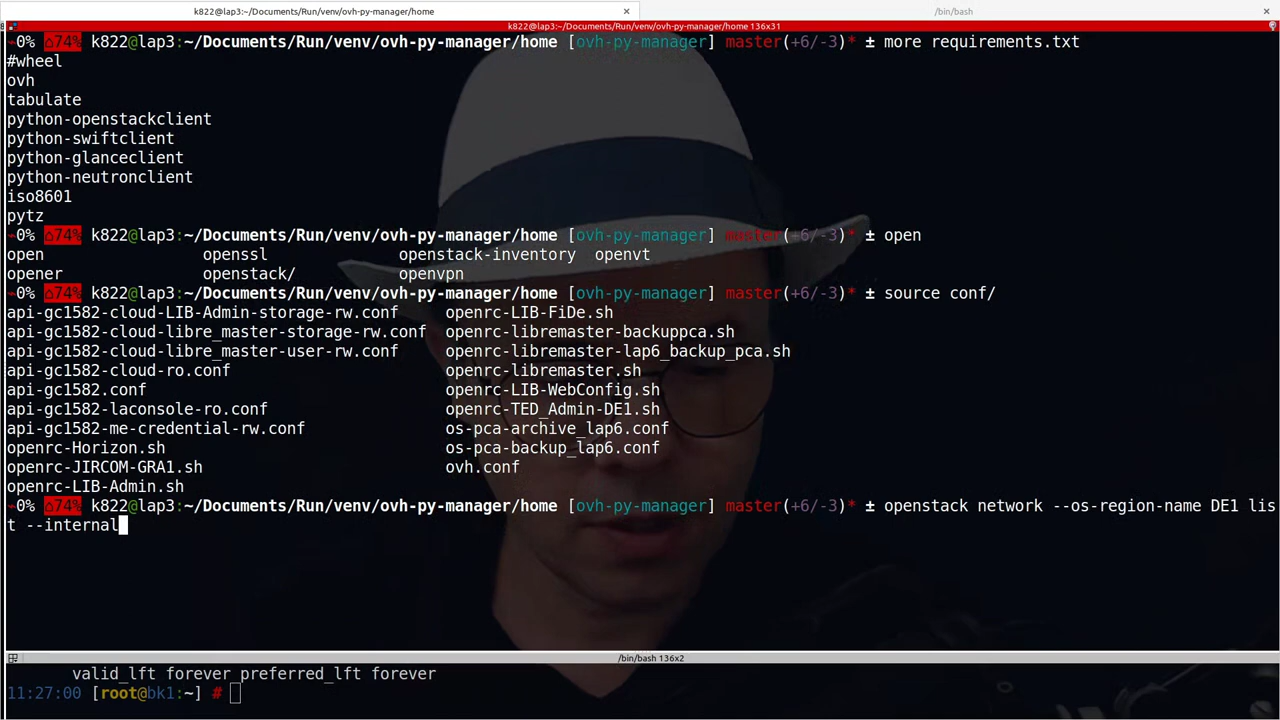 k822@lap3:~/Documents/Run/venv/ovh-py-manager/home
/bin/bash
k822@lap3:~/Documents/Run/venv/ovh-py-manager/home 136x31
0% 74% k822@lap3:~/Documents/Run/venv/ovh-py-manager/home [ovh-py-manager] master(+6/-3)* ± more requirements.txt
#wheel
ovh
tabulate
python-openstackclient
python-swiftclient
python-glanceclient
python-neutronclient
iso8601
pytz
0% 74% k822@lap3:~/Documents/Run/venv/ovh-py-manager/home [ovh-py-manager] master(+6/-3)* ± open
open openssl openstack-inventory openvt
opener openstack/ openvpn
0% 74% k822@lap3:~/Documents/Run/venv/ovh-py-manager/home [ovh-py-manager] master(+6/-3)* ± source conf/
api-gc1582-cloud-LIB-Admin-storage-rw.conf openrc-LIB-FiDe.sh
api-gc1582-cloud-libre_master-storage-rw.conf openrc-libremaster-backuppca.sh
api-gc1582-cloud-libre_master-user-rw.conf openrc-libremaster-lap6_backup_pca.sh
api-gc1582-cloud-ro.conf openrc-libremaster.sh
api-gc1582.conf openrc-LIB-WebConfig.sh
api-gc1582-laconsole-ro.conf openrc-TED_Admin-DE1.sh
api-gc1582-me-credential-rw.conf os-pca-archive_lap6.conf
openrc-Horizon.sh os-pca-backup_lap6.conf
openrc-JIRCOM-GRA1.sh ovh.conf
openrc-LIB-Admin.sh
0% 74% k822@lap3:~/Documents/Run/venv/ovh-py-manager/home [ovh-py-manager] master(+6/-3)* ± openstack network --os-region-name DE1 lis
t --internal
/bin/bash 136x2
valid_lft forever preferred_lft forever
11:27:00 [root@bk1:~] #